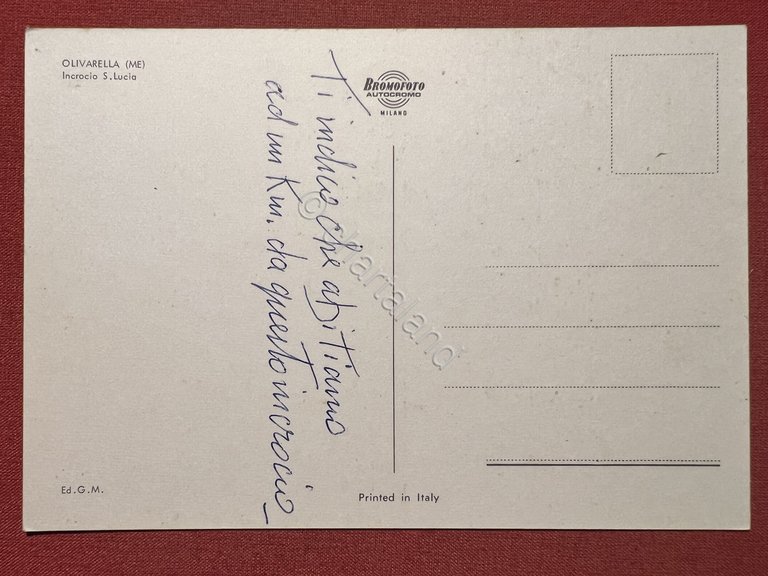 OLIVARELLA (ME)
Incrocio S.Lucia
BROMOFOTO
AUTOCROMO
MILANO
Ti indico che abitiamo
ad un Km. da questo incrocio
© Chartaland
Ed.G.M.
Printed in Italy